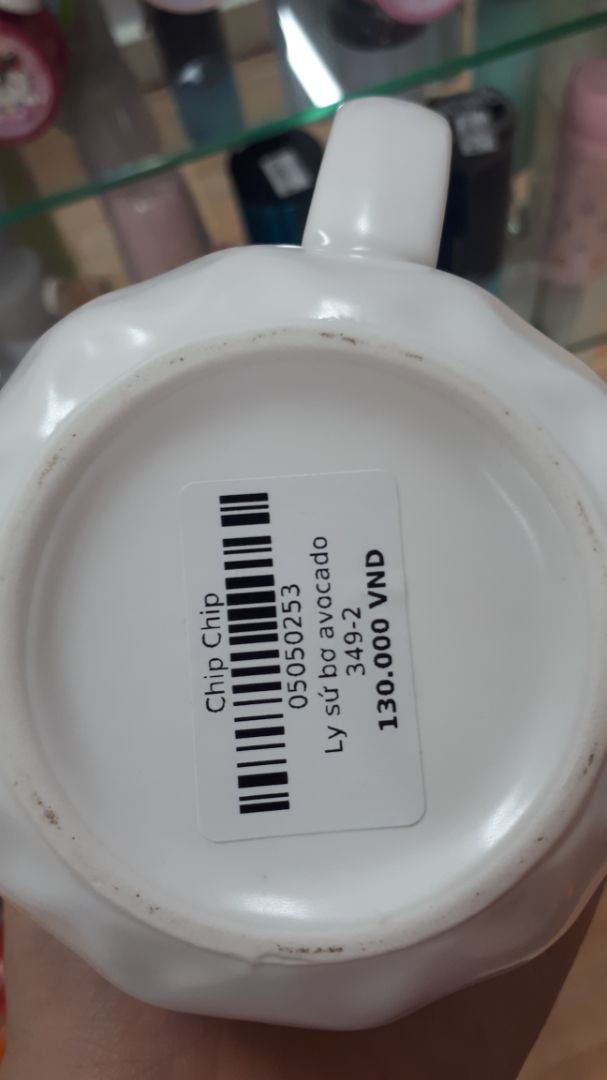 Chip Chip
05050253
Ly sứ bơ avocado
349-2
130.000 VND